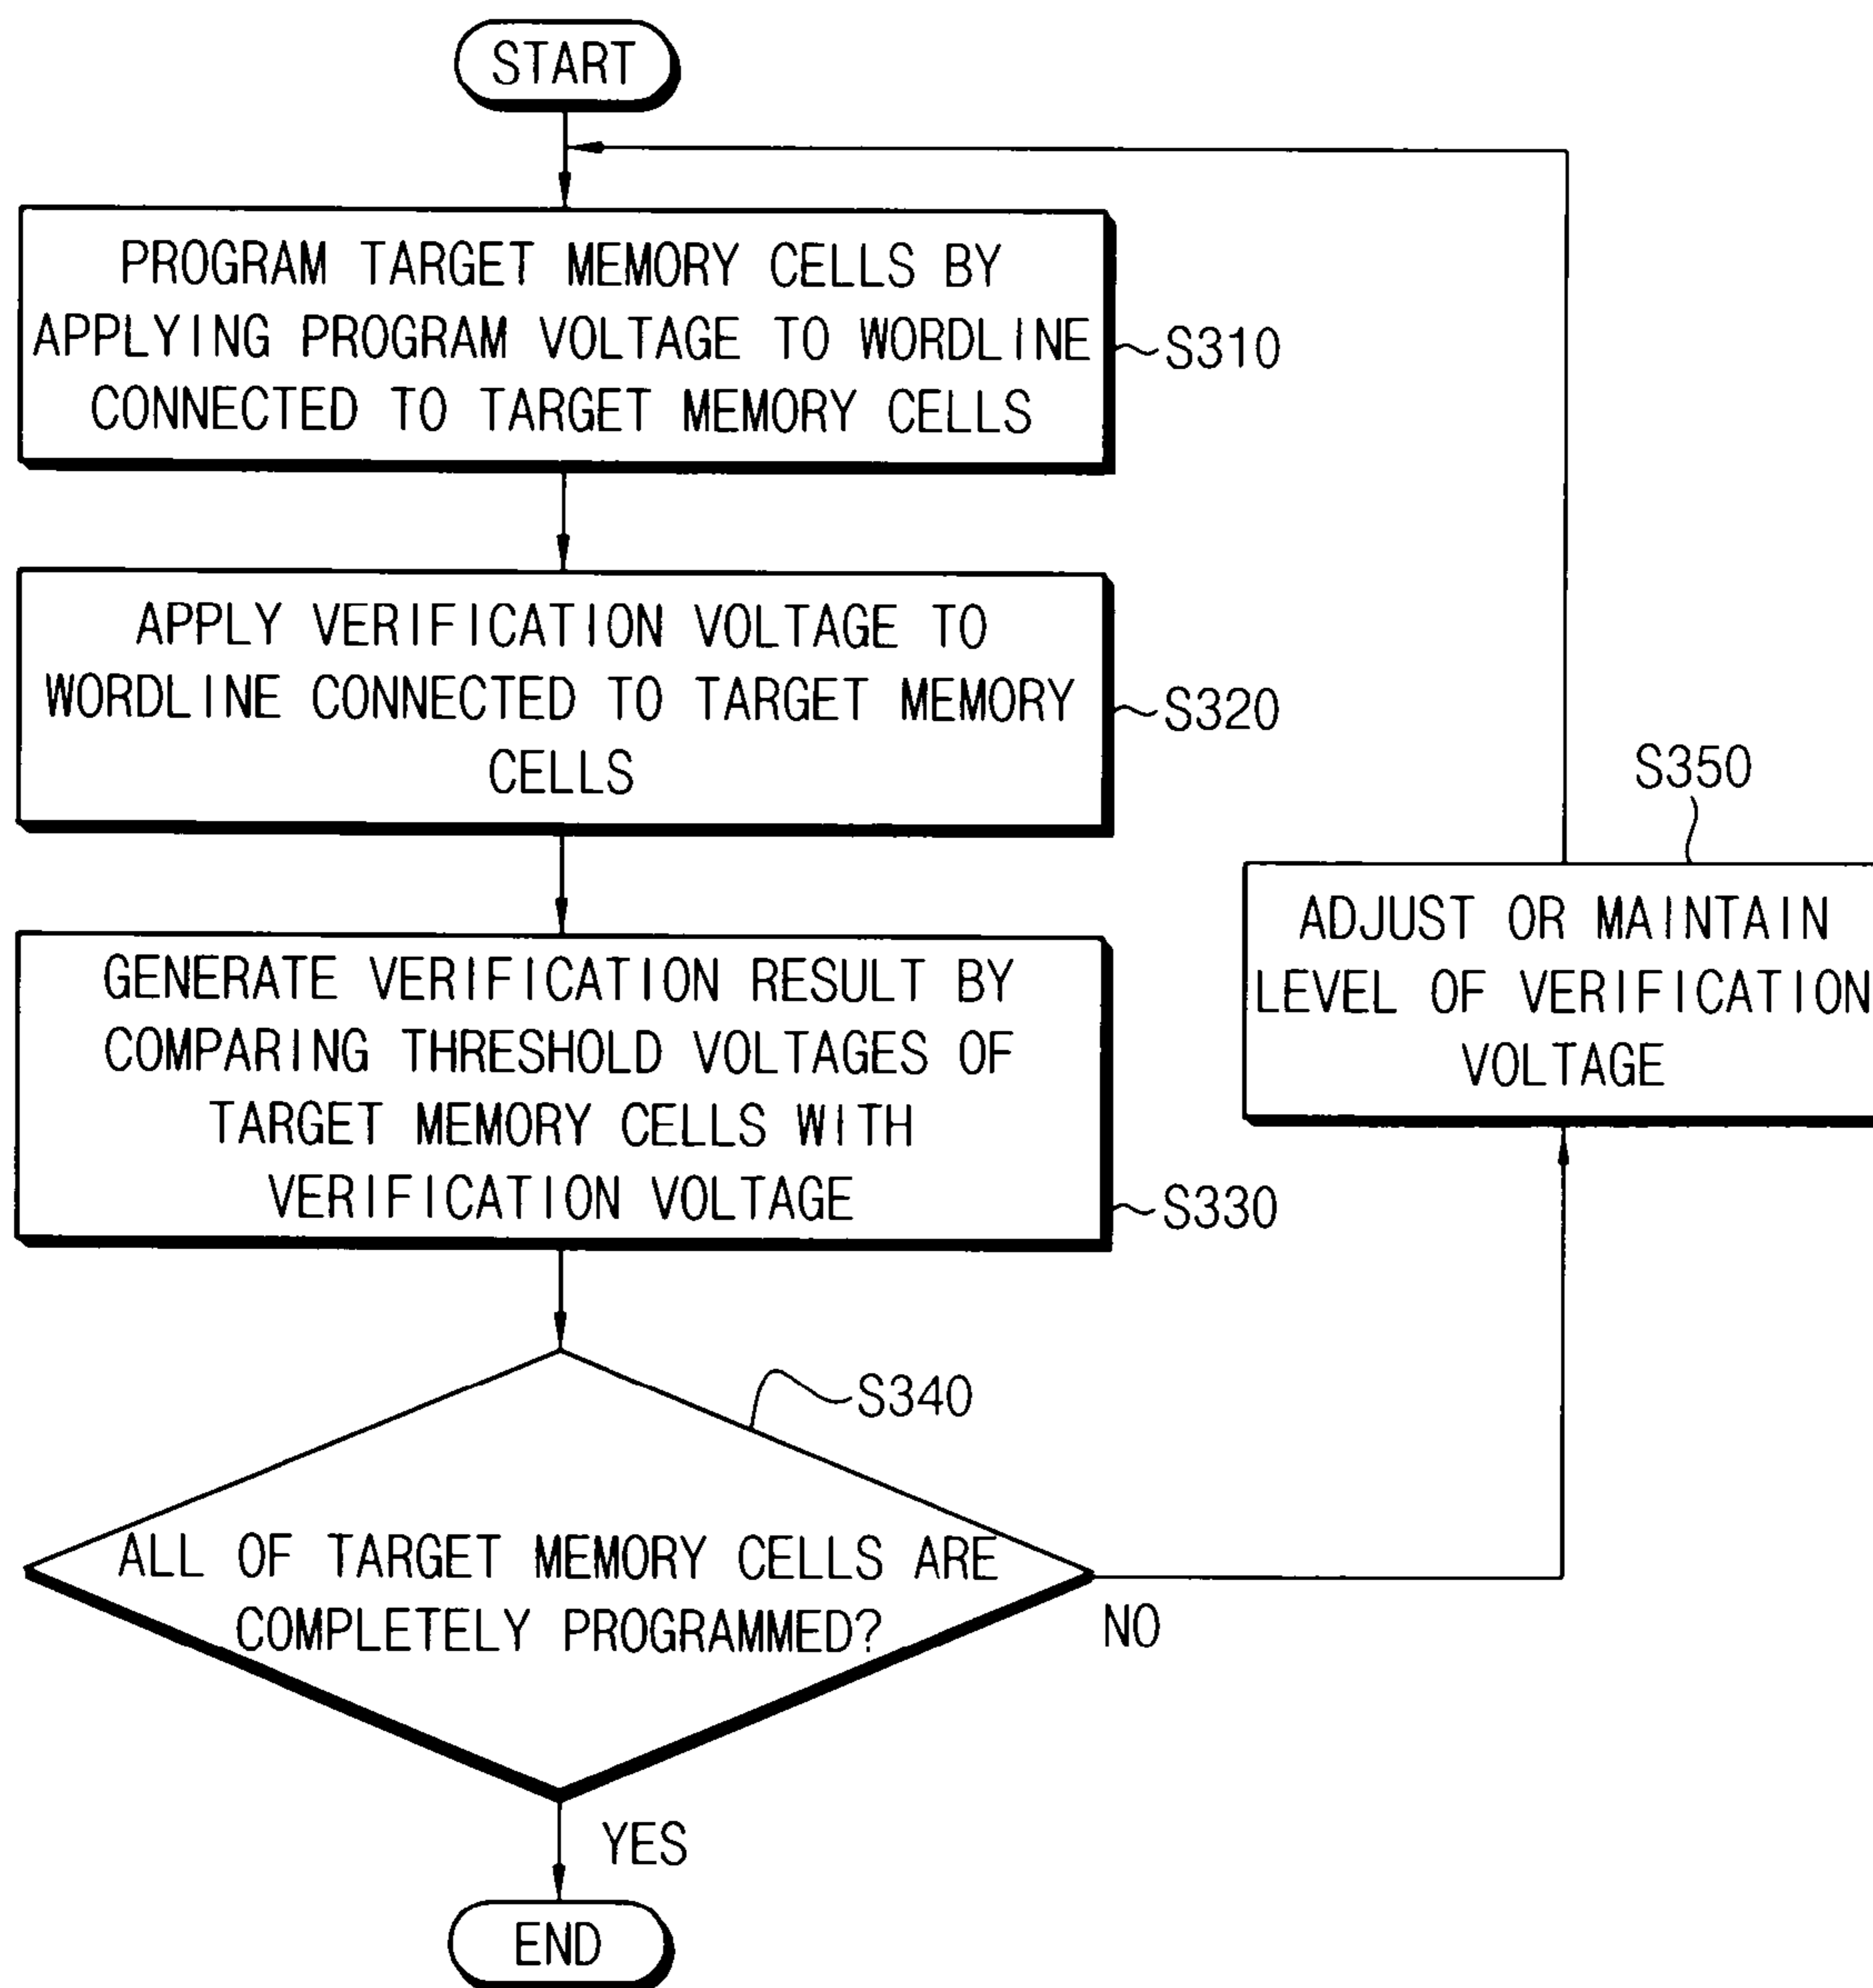 START
PROGRAM TARGET MEMORY CELLS BY
APPLYING PROGRAM VOLTAGE TO WORDLINE
CONNECTED TO TARGET MEMORY CELLS
S310
APPLY VERIFICATION VOLTAGE TO
WORDLINE CONNECTED TO TARGET MEMORY
CELLS
S320
GENERATE VERIFICATION RESULT BY
COMPARING THRESHOLD VOLTAGES OF
TARGET MEMORY CELLS WITH
VERIFICATION VOLTAGE
S330
S340
ALL OF TARGET MEMORY CELLS ARE
COMPLETELY PROGRAMMED?
NO
S350
ADJUST OR MAINTAIN
LEVEL OF VERIFICATION
VOLTAGE
YES
END